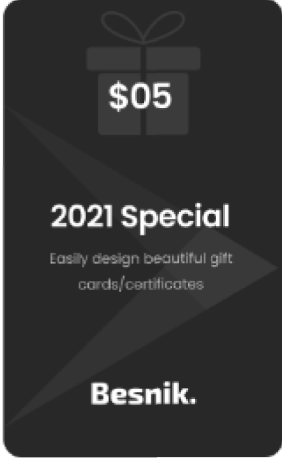 $05
2021 Special
Easily design beautiful gift
cards/certificates
Besnik.